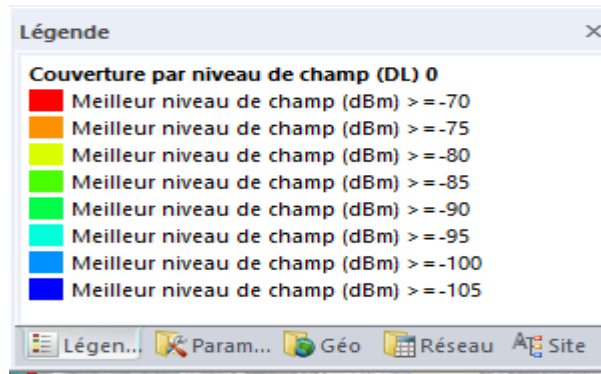 Légende
Couverture par niveau de champ (DL) 0
Meilleur niveau de champ (dBm) >=-70
Meilleur niveau de champ (dBm) >=-75
Meilleur niveau de champ (dBm) >=-80
Meilleur niveau de champ (dBm) >=-85
Meilleur niveau de champ (dBm) >=-90
Meilleur niveau de champ (dBm) >=-95
Meilleur niveau de champ (dBm) >=-100
Meilleur niveau de champ (dBm) >=-105
Légen... Param... Géo Réseau Site